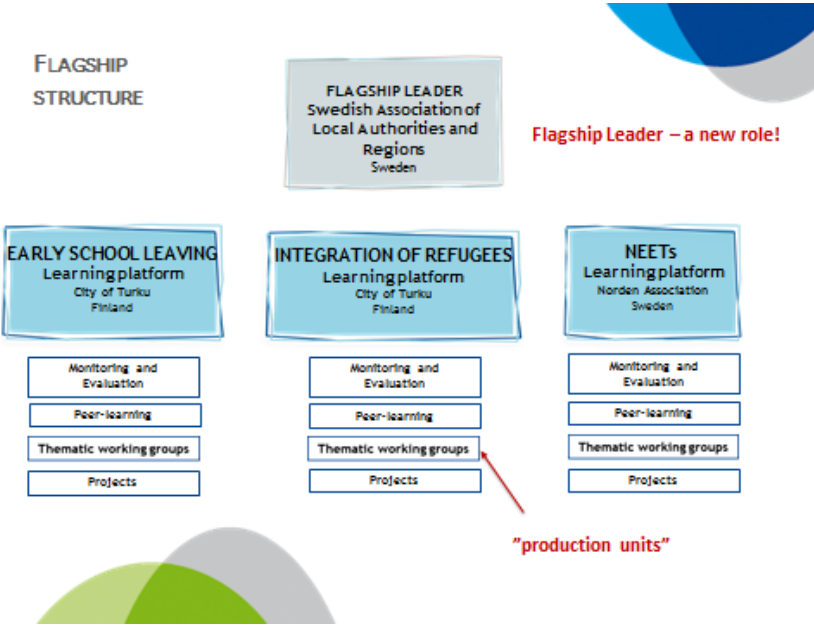 FLAGSHIP
STRUCTURE
FLAGSHIP LEADER
Swedish Association of
Local Authorities and
Regions
Sweden
Flagship Leader – a new role!
EARLY SCHOOL LEAVING
Learning platform
City of Turku
Finland
INTEGRATION OF REFUGEES
Learning platform
City of Turku
Finland
NEETs
Learning platform
Norden Association
Sweden
Monitoring and
Evaluation
Peer-learning
Thematic working groups
Projects
Monitoring and
Evaluation
Peer-learning
Thematic working groups
Projects
Monitoring and
Evaluation
Peer-learning
Thematic working groups
Projects
”production units”